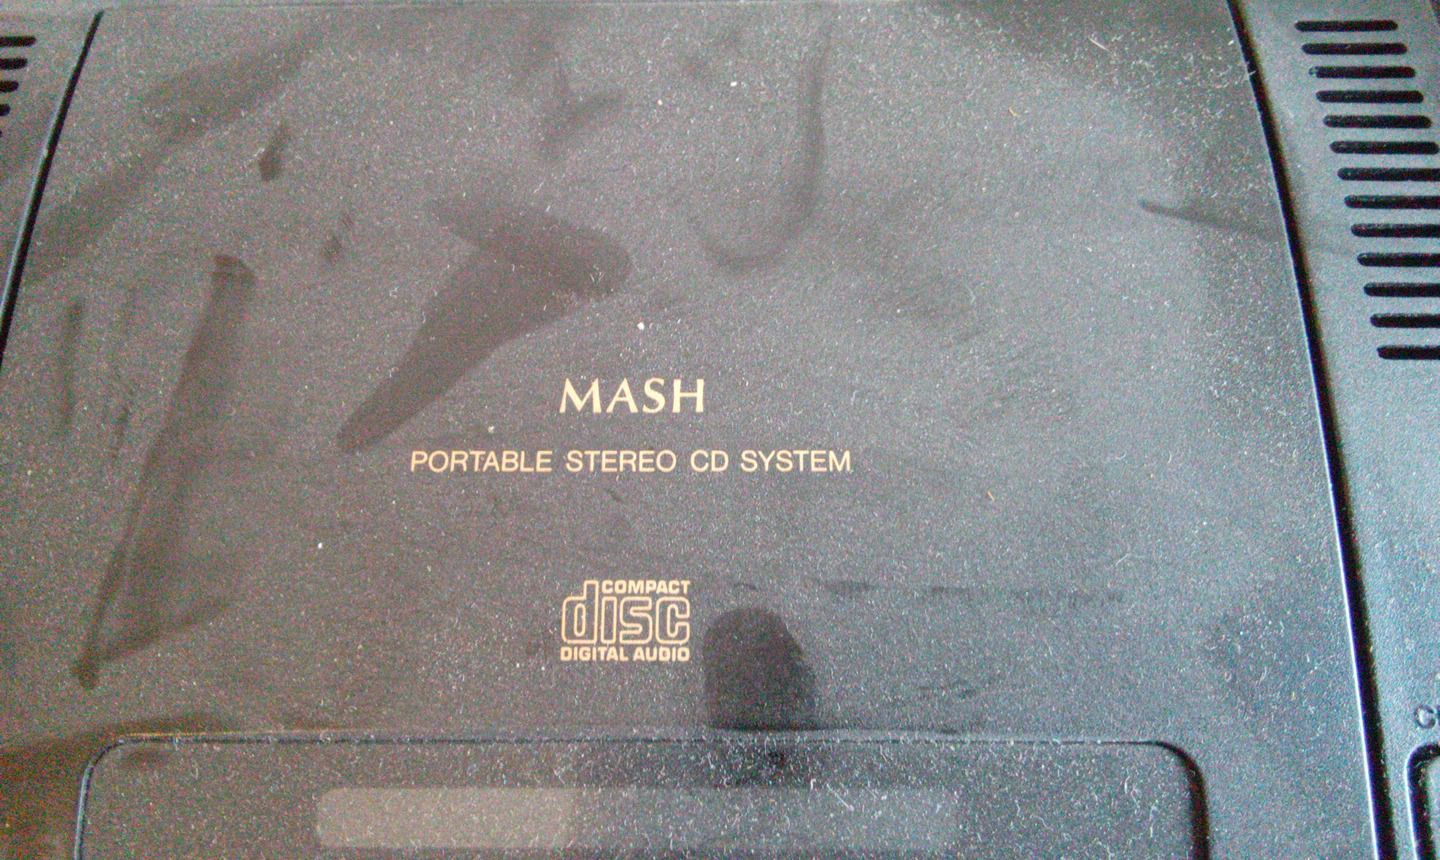 MASH
PORTABLE STEREO CD SYSTEM
COMPACT
disc
DIGITAL AUDIO